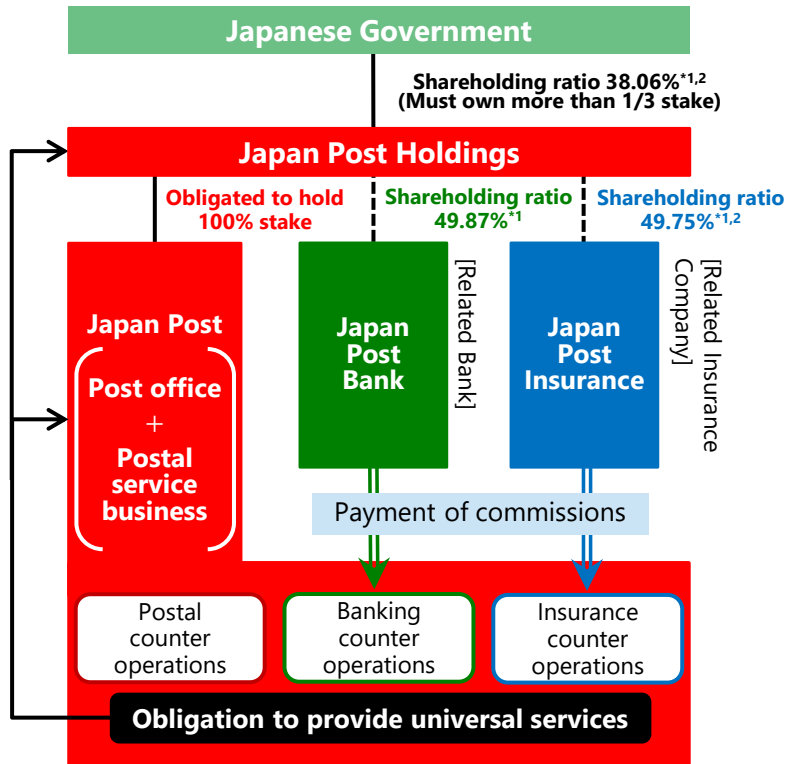 Japanese Government
Shareholding ratio 38.06%*1,2
(Must own more than 1/3 stake)
Japan Post Holdings
Obligated to hold
100% stake
Shareholding ratio
49.87%*1
Shareholding ratio
49.75%*1,2
Japan Post
Post office
+
Postal
service
business
Japan
Post
Bank
[Related Bank]
Japan
Post
Insurance
[Related Insurance
Company]
Payment of commissions
Postal
counter
operations
Banking
counter
operations
Insurance
counter
operations
Obligation to provide universal services